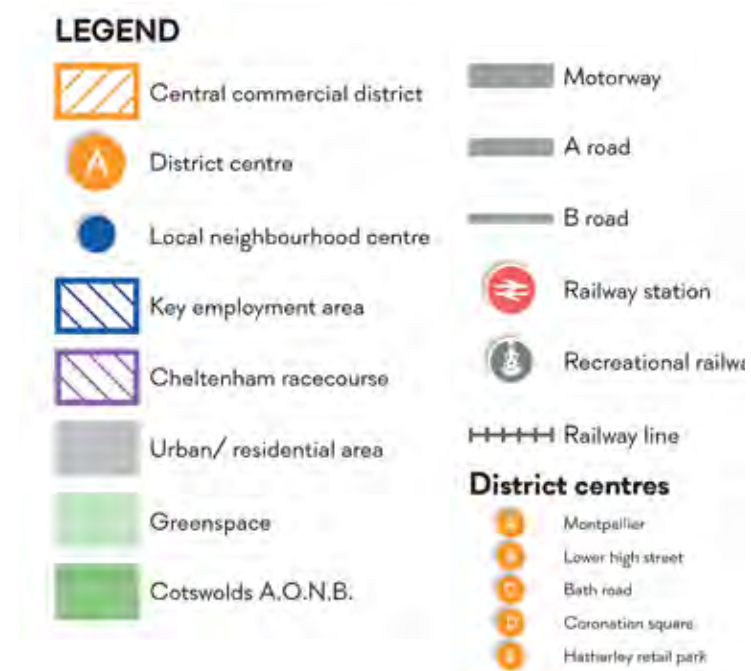 LEGEND
Central commercial district
A
District centre
Local neighbourhood centre
Key employment area
Cheltenham racecourse
Urban/ residential area
Greenspace
Cotswolds A.O.N.B.
Motorway
A road
B road
Railway station
Recreational railwa
Railway line
District centres
A Montpellier
B Lower high street
C Bath road
D Coronation square
E Hatherley retail park